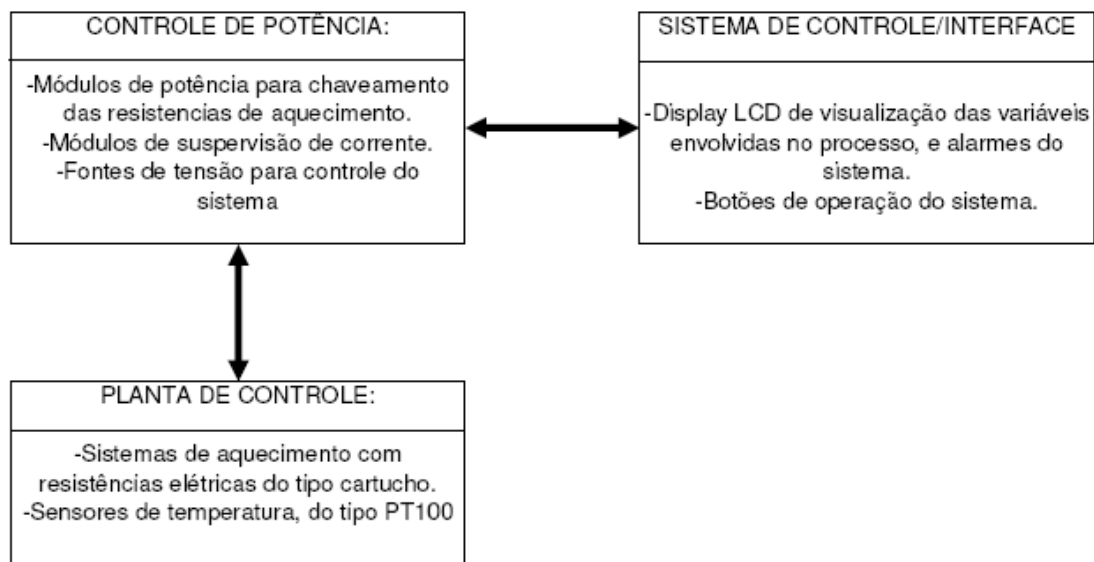 CONTROLE DE POTÊNCIA:
-Módulos de potência para chaveamento
das resistencias de aquecimento.
-Módulos de suspervisão de corrente.
-Fontes de tensão para controle do
sistema
SISTEMA DE CONTROLE/INTERFACE
-Display LCD de visualização das variáveis
envolvidas no processo, e alarmes do
sistema.
-Botões de operação do sistema.
PLANTA DE CONTROLE:
-Sistemas de aquecimento com
resistências elétricas do tipo cartucho.
-Sensores de temperatura, do tipo PT100